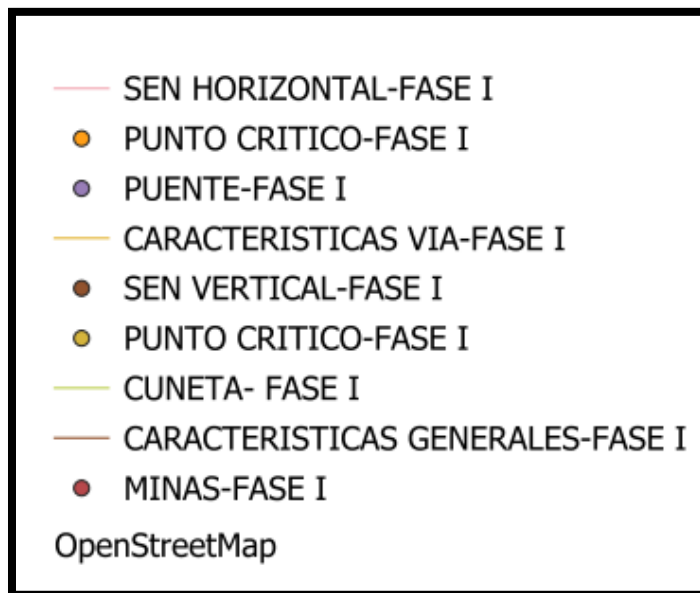 SEN HORIZONTAL-FASE I
PUNTO CRITICO-FASE I
PUENTE-FASE I
CARACTERISTICAS VIA-FASE I
SEN VERTICAL-FASE I
PUNTO CRITICO-FASE I
CUNETA- FASE I
CARACTERISTICAS GENERALES-FASE I
MINAS-FASE I
OpenStreetMap